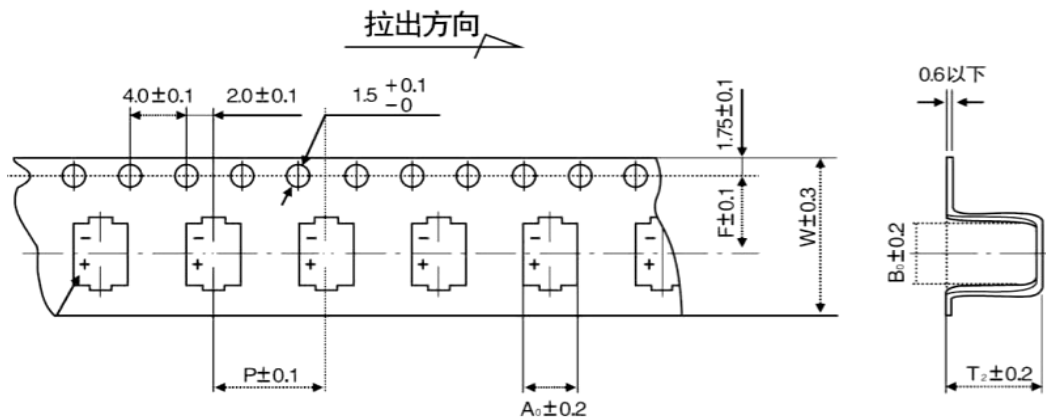 拉出方向
4.0±0.1
2.0±0.1
1.5 +0.1 -0
1.75±0.1
0.6以下
F±0.1
W±0.3
B₀±0.2
- - - - - -
+ + + + + +
P±0.1
A₀±0.2
T₂±0.2